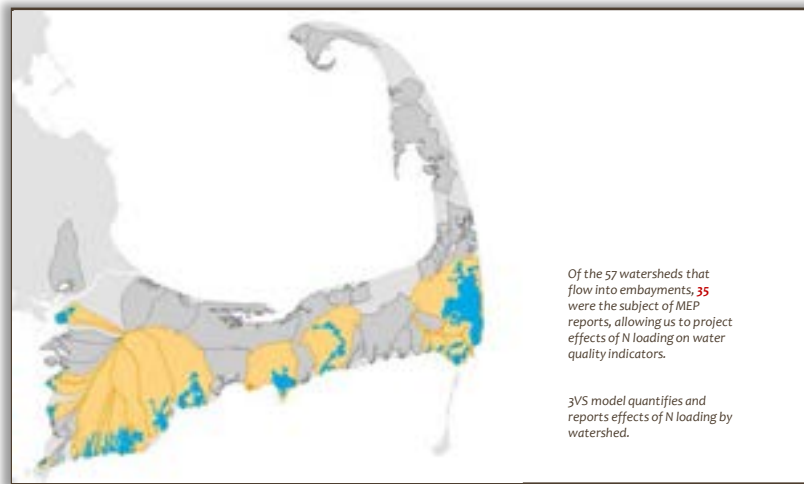 Of the 57 watersheds that
flow into embayments, 35
were the subject of MEP
reports, allowing us to project
effects of N loading on water
quality indicators.
3VS model quantifies and
reports effects of N loading by
watershed.